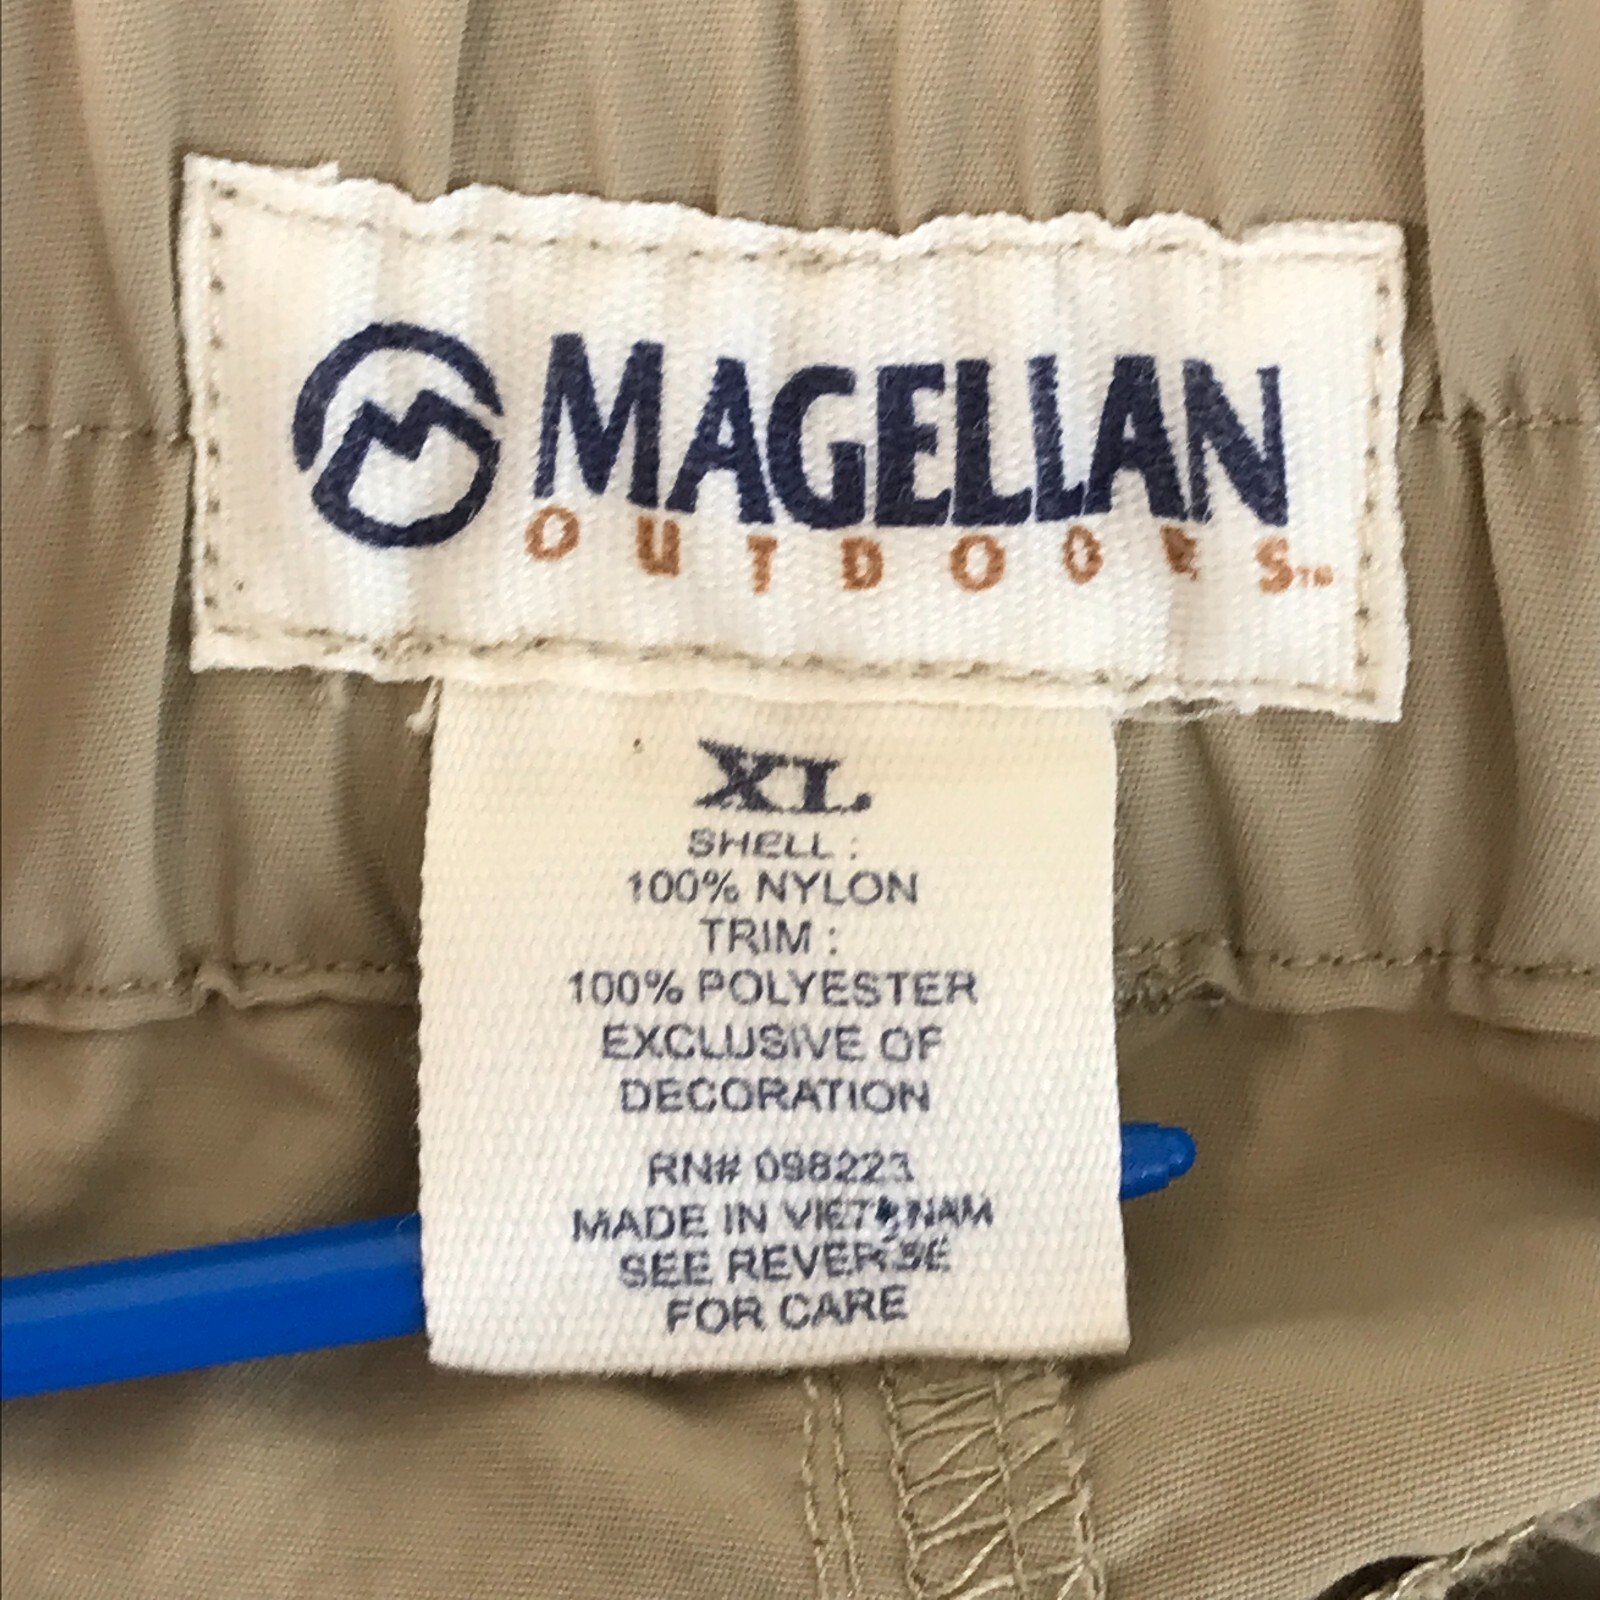 MAGELLAN
OUTDOORS™
XL
SHELL :
100% NYLON
TRIM :
100% POLYESTER
EXCLUSIVE OF
DECORATION
RN# 098223
MADE IN VIETNAM
SEE REVERSE
FOR CARE